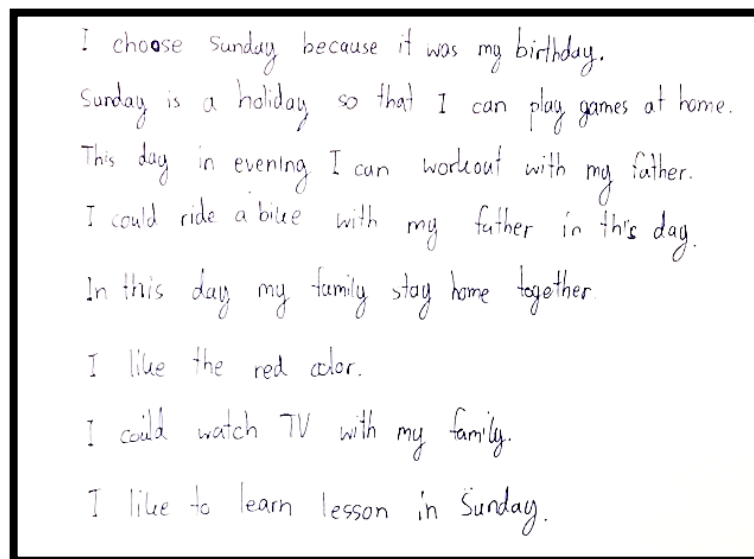 I choose Sunday because it was my birthday.
Sunday is a holiday so that I can play games at home.
This day in evening I can workout with my father.
I could ride a bike with my father in this day.
In this day my family stay home together.
I like the red color.
I could watch TV with my family.
I like to learn lesson in Sunday.